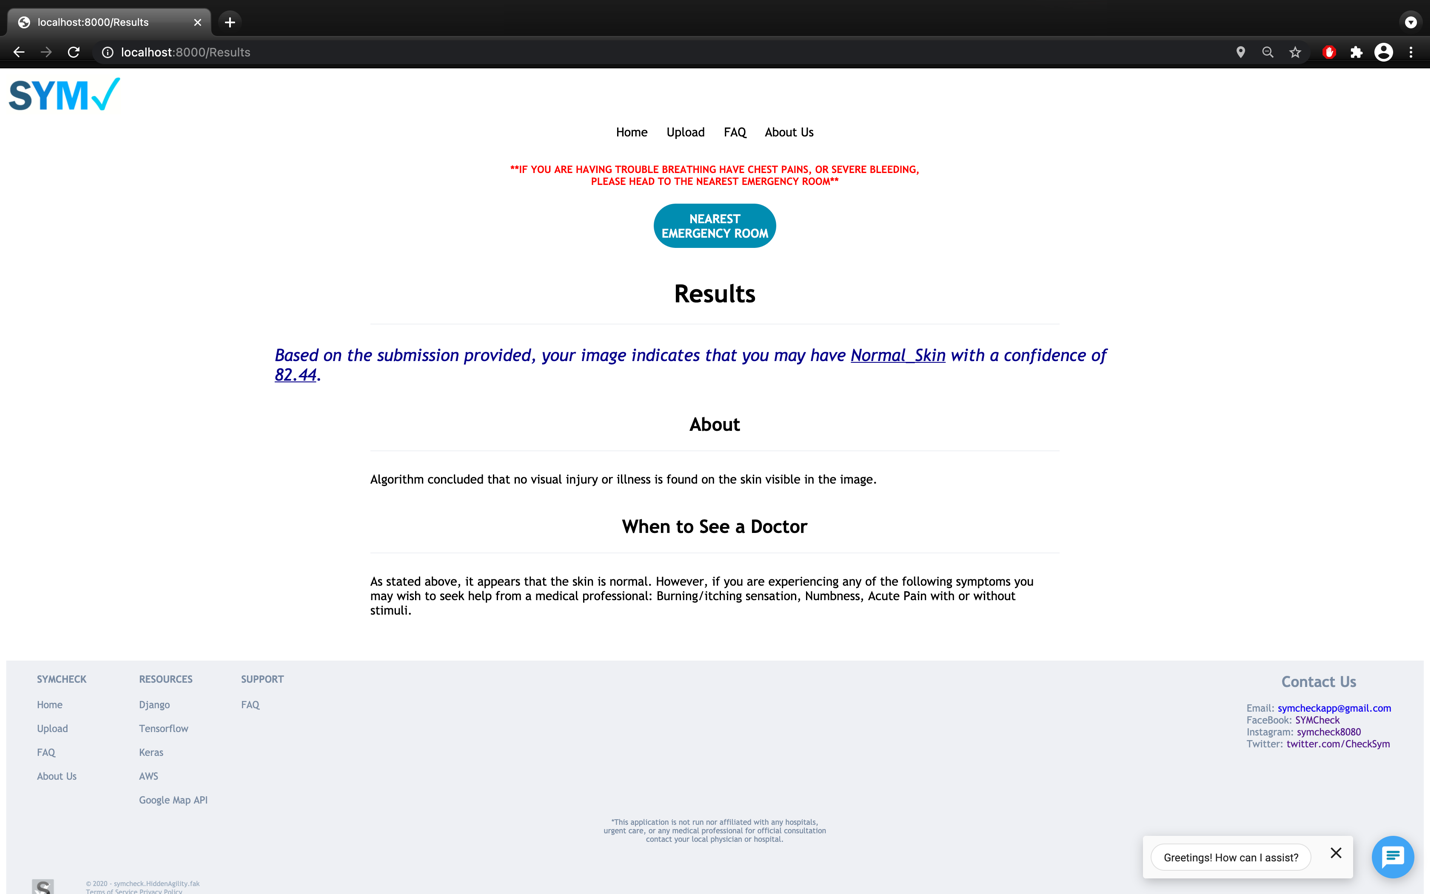 localhost:8000/Results
localhost:8000/Results
SYM
Home Upload FAQ About Us
**IF YOU ARE HAVING TROUBLE BREATHING HAVE CHEST PAINS, OR SEVERE BLEEDING,
PLEASE HEAD TO THE NEAREST EMERGENCY ROOM**
NEAREST
EMERGENCY ROOM
Results
Based on the submission provided, your image indicates that you may have Normal_Skin with a confidence of
82.44.
About
Algorithm concluded that no visual injury or illness is found on the skin visible in the image.
When to See a Doctor
As stated above, it appears that the skin is normal. However, if you are experiencing any of the following symptoms you
may wish to seek help from a medical professional: Burning/itching sensation, Numbness, Acute Pain with or without
stimuli.
SYMCHECK
Home
Upload
FAQ
About Us
RESOURCES
Django
Tensorflow
Keras
AWS
Google Map API
SUPPORT
FAQ
Contact Us
Email: symcheckapp@gmail.com
FaceBook: SYMCheck
Instagram: symcheck8080
Twitter: twitter.com/CheckSym
*This application is not run nor affiliated with any hospitals,
urgent care, or any medical professional for official consultation
contact your local physician or hospital.
Greetings! How can I assist?
S
© 2020 - symcheck.HiddenAgility.fak
Terms of Service Privacy Policy